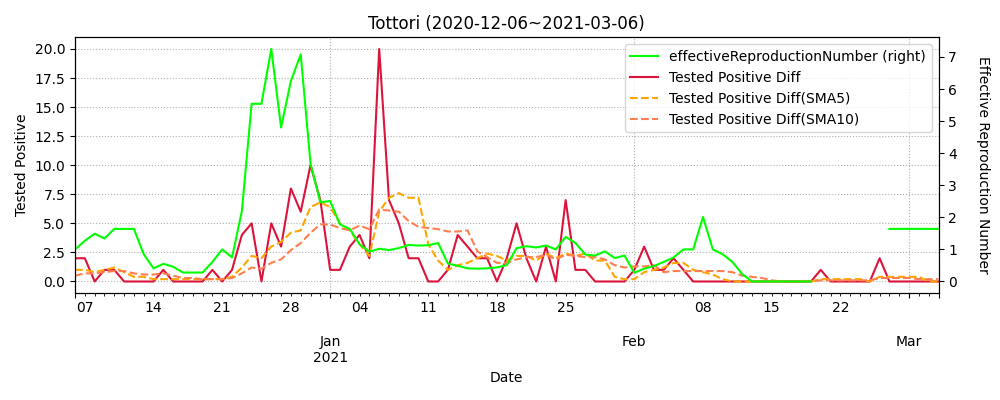 Tottori (2020-12-06~2021-03-06)
effectiveReproductionNumber (right)
Tested Positive Diff
Tested Positive Diff(SMA5)
Tested Positive Diff(SMA10)
Tested Positive
20.0
17.5
15.0
12.5
10.0
7.5
5.0
2.5
0.0
Effective Reproduction Number
7
6
5
4
3
2
1
0
07 14 21 28 04 11 18 25 08 15 22
Jan Feb Mar
2021
Date